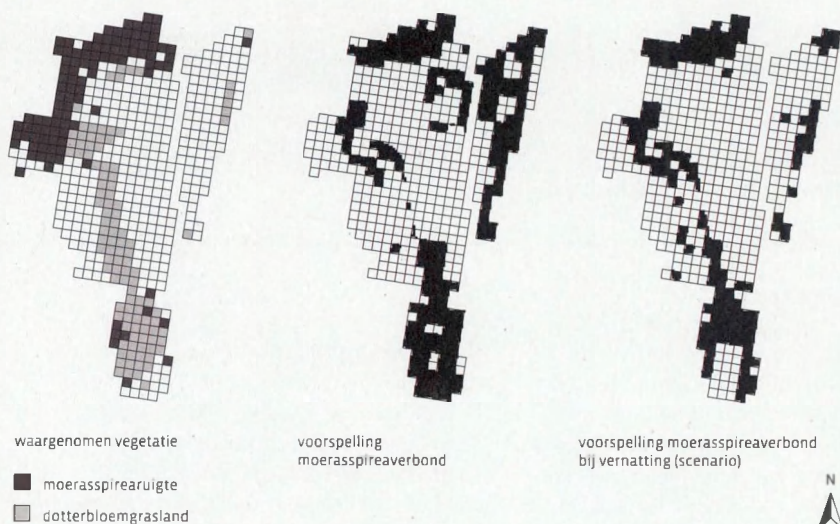 waargenomen vegetatie
moerasspirearuigte
dotterbloemgrasland
voorspelling
moerasspireaverbond
voorspelling moerasspireaverbond
bij vernatting (scenario)
N